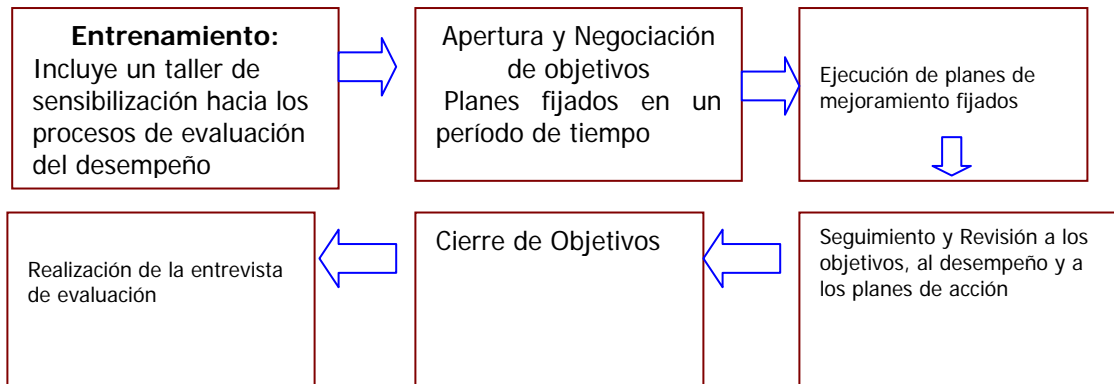 Entrenamiento:
Incluye un taller de
sensibilización hacia los
procesos de evaluación
del desempeño
Apertura y Negociación
de objetivos
Planes fijados en un
período de tiempo
Ejecución de planes de
mejoramiento fijados
Seguimiento y Revisión a los
objetivos, al desempeño y a
los planes de acción
Cierre de Objetivos
Realización de la entrevista
de evaluación